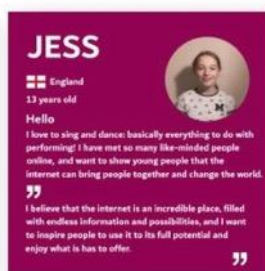 JESS
England
13 years old
Hello
I love to sing and dance: basically everything to do with
performing! I have met so many like-minded people
online, and want to show young people that the
internet can bring people together and change the world.
”
I believe that the internet is an incredible place, filled
with endless information and possibilities, and I want
to inspire people to use it to its full potential and
enjoy what is has to offer.
”